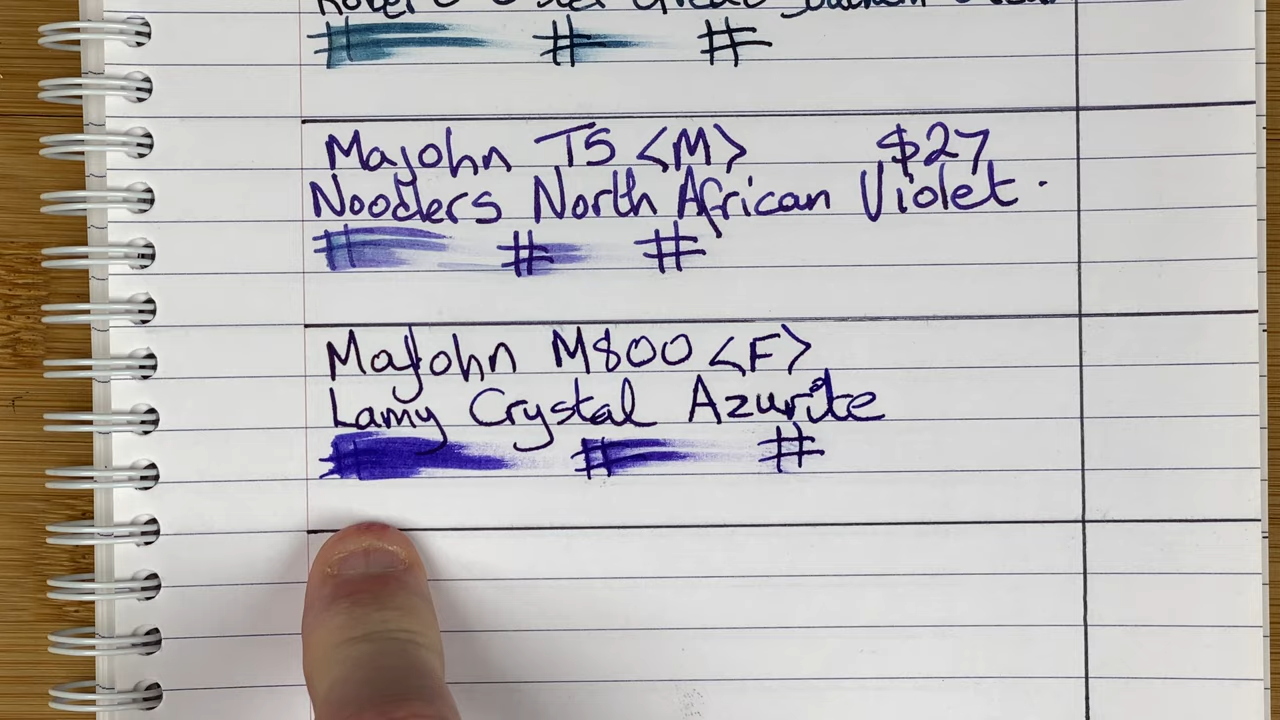 Majohn T5 <M> $27
Nooders North African Violet.
# # #
Majohn M800 <F>
Lamy Crystal Azurite
# # #